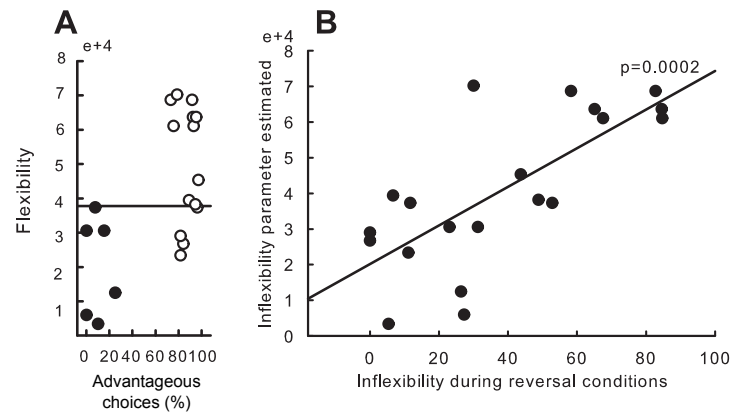 A
e+4
8
7
6
5
4
3
2
1
Flexibility
0 20 40 60 80 100
Advantageous
choices (%)
B
e+4
8
7
6
5
4
3
2
1
0
Inflexibility parameter estimated
p=0.0002
0 20 40 60 80 100
Inflexibility during reversal conditions